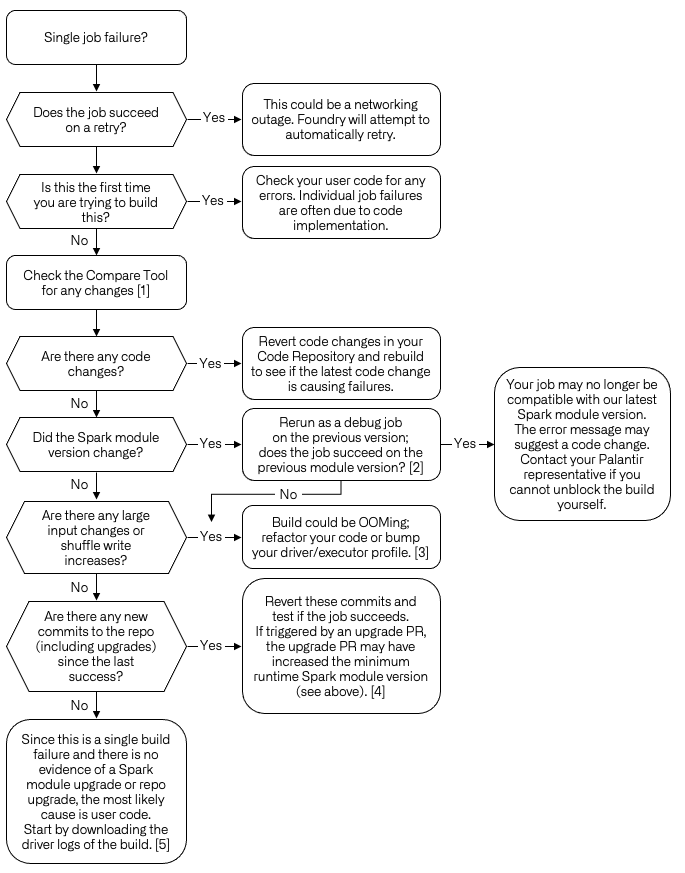 Single job failure?
Does the job succeed
on a retry?
Yes
This could be a networking
outage. Foundry will attempt to
automatically retry.
Is this the first time
you are trying to build
this?
Yes
Check your user code for any
errors. Individual job failures
are often due to code
implementation.
No
Check the Compare Tool
for any changes [1]
Are there any code
changes?
Yes
Revert code changes in your
Code Repository and rebuild
to see if the latest code change
is causing failures.
No
Did the Spark module
version change?
Yes
Rerun as a debug job
on the previous version;
does the job succeed on the
previous module version? [2]
Yes
Your job may no longer be
compatible with our latest
Spark module version.
The error message may
suggest a code change.
Contact your Palantir
representative if you
cannot unblock the build
yourself.
No
No
Are there any large
input changes or
shuffle write
increases?
Yes
Build could be OOMing;
refactor your code or bump
your driver/executor profile. [3]
No
Are there any new
commits to the repo
(including upgrades)
since the last
success?
Yes
Revert these commits and
test if the job succeeds.
If triggered by an upgrade PR,
the upgrade PR may have
increased the minimum
runtime Spark module version
(see above). [4]
No
Since this is a single build
failure and there is no
evidence of a Spark
module upgrade or repo
upgrade, the most likely
cause is user code.
Start by downloading the
driver logs of the build. [5]